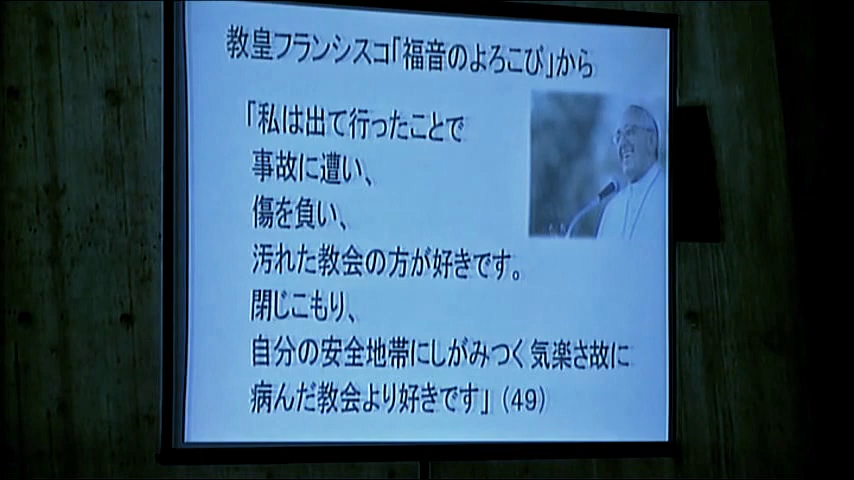 教皇フランシスコ「福音のよろこび」から
「私は出て行ったことで
事故に遭い、
傷を負い、
汚れた教会の方が好きです。
閉じこもり、
自分の安全地帯にしがみつく気楽さ故に
病んだ教会より好きです」（49）